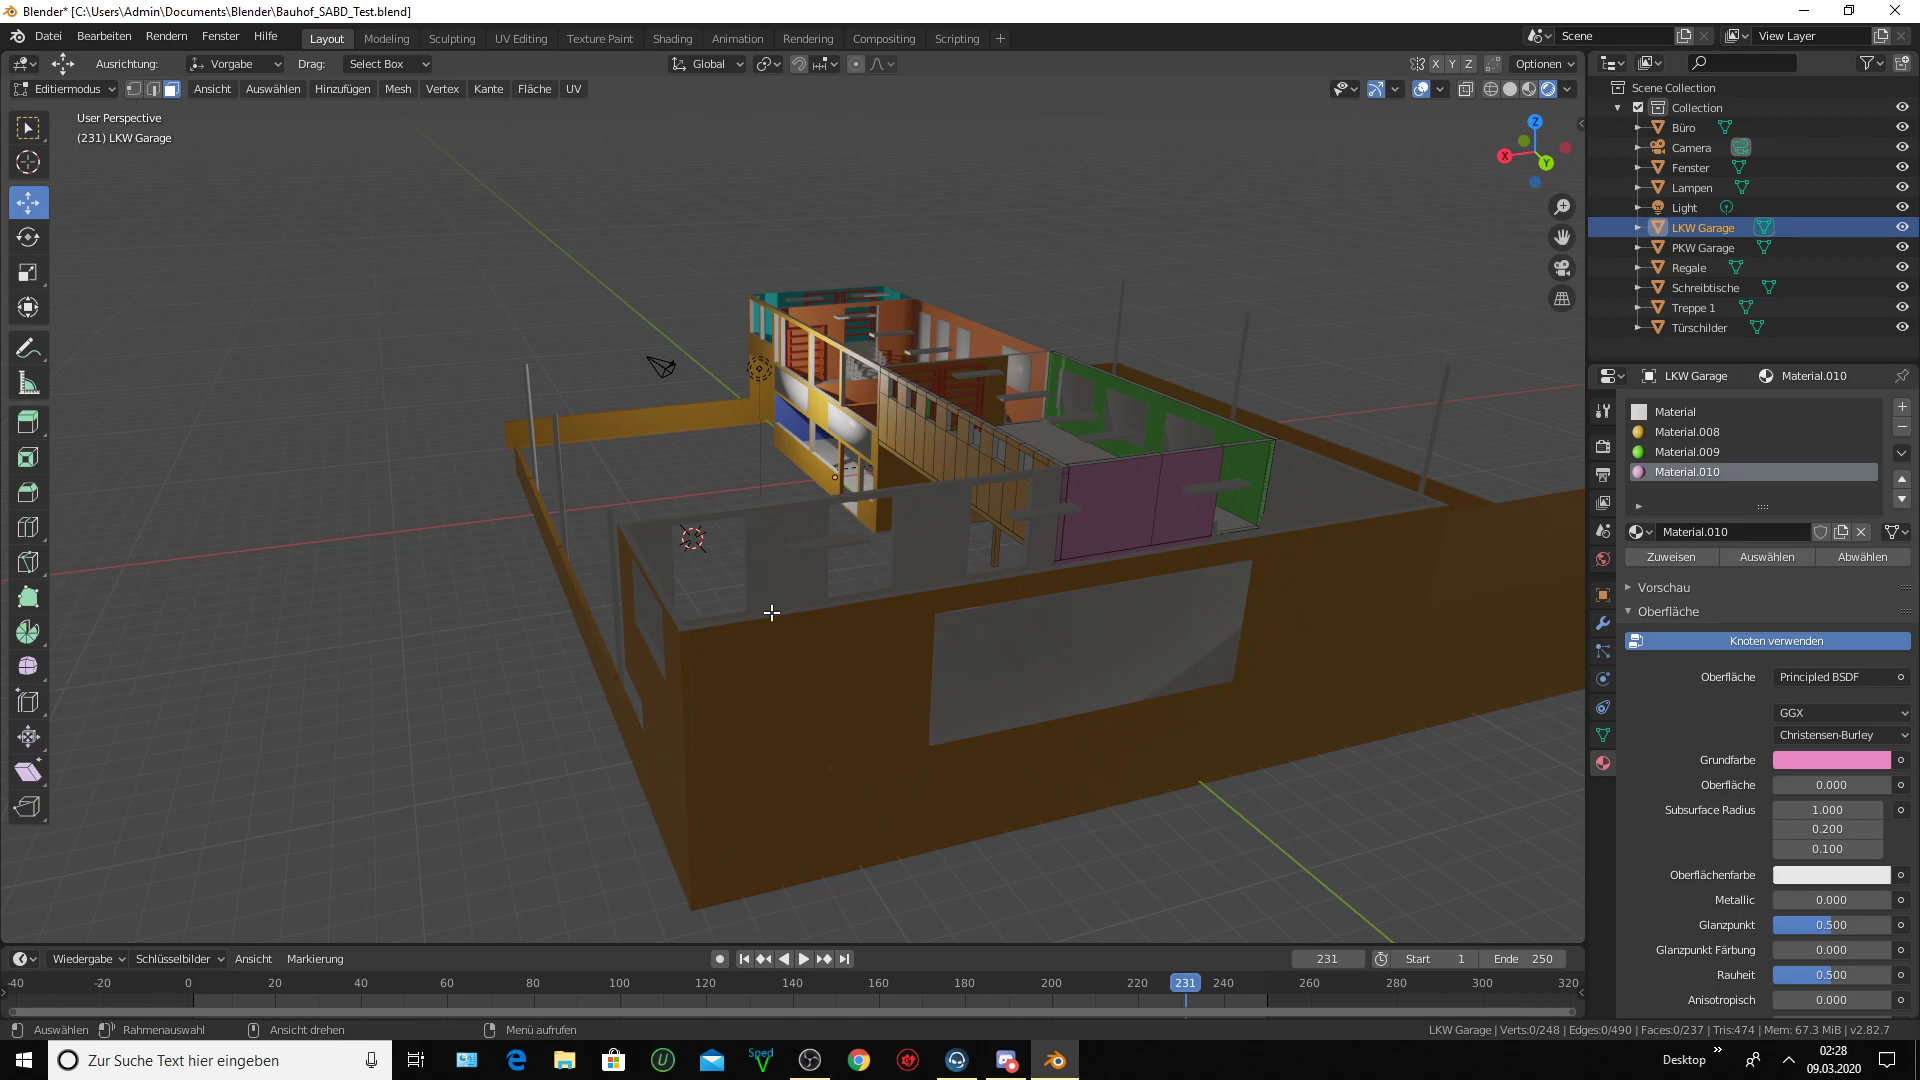 Blender* [C:\Users\Admin\Documents\Blender\Bauhof_SABD_Test.blend]
Datei Bearbeiten Rendern Fenster Hilfe Layout Modeling Sculpting UV Editing Texture Paint Shading Animation Rendering Compositing Scripting + Scene View Layer
Ausrichtung: Vorgabe Drag: Select Box Global X Y Z Optionen
Editiermodus Ansicht Auswählen Hinzufügen Mesh Vertex Kante Fläche UV
User Perspective
(231) LKW Garage
Z
X
Y
Scene Collection
Collection
Büro
Camera
Fenster
Lampen
Light
LKW Garage
PKW Garage
Regale
Schreibtische
Treppe 1
Türschilder
LKW Garage Material.010
Material
Material.008
Material.009
Material.010
Material.010
Zuweisen Auswählen Abwählen
Vorschau
Oberfläche
Knoten verwenden
Oberfläche Principled BSDF
GGX
Christensen-Burley
Grundfarbe
Oberfläche 0.000
Subsurface Radius 1.000
0.200
0.100
Oberflächenfarbe
Metallic 0.000
Glanzpunkt 0.500
Glanzpunkt Färbung 0.000
Rauheit 0.500
Anisotropisch 0.000
Wiedergabe Schlüsselbilder Ansicht Markierung 231 Start 1 Ende 250
-40 -20 0 20 40 60 80 100 120 140 160 180 200 220 231 240 260 280 300 320
Auswählen Rahmenauswahl Ansicht drehen Menü aufrufen LKW Garage | Verts:0/248 | Edges:0/490 | Faces:0/237 | Tris:474 | Mem: 67.3 MiB | v2.82.7
Zur Suche Text hier eingeben Sped V Desktop » 02:28
09.03.2020